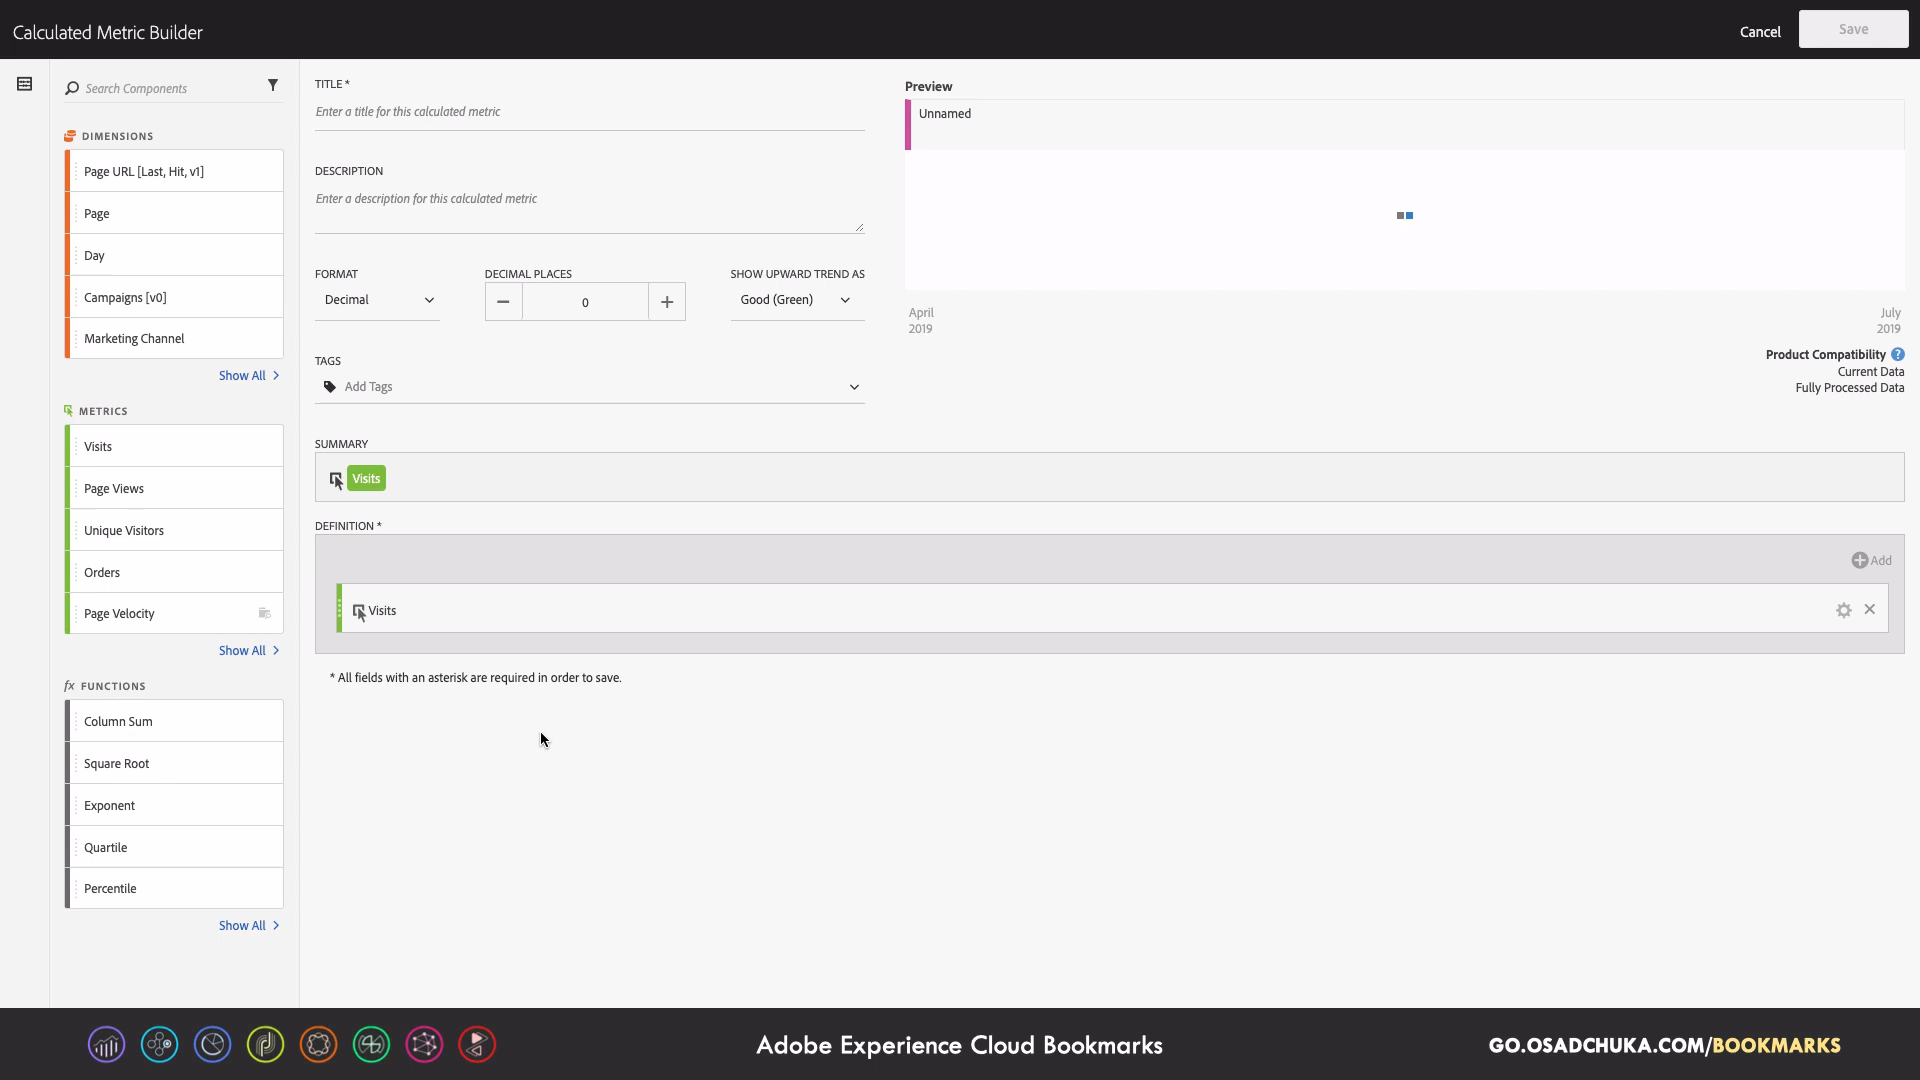 Calculated Metric Builder
Cancel
Save
Search Components
DIMENSIONS
Page URL [Last, Hit, v1]
Page
Day
Campaigns [v0]
Marketing Channel
Show All
METRICS
Visits
Page Views
Unique Visitors
Orders
Page Velocity
Show All
fx FUNCTIONS
Column Sum
Square Root
Exponent
Quartile
Percentile
Show All
TITLE *
Enter a title for this calculated metric
DESCRIPTION
Enter a description for this calculated metric
FORMAT
Decimal
DECIMAL PLACES
0
SHOW UPWARD TREND AS
Good (Green)
TAGS
Add Tags
Preview
Unnamed
April
2019
July
2019
Product Compatibility ?
Current Data
Fully Processed Data
SUMMARY
Visits
DEFINITION *
Add
Visits
* All fields with an asterisk are required in order to save.
Adobe Experience Cloud Bookmarks
GO.OSADCHUKA.COM/BOOKMARKS